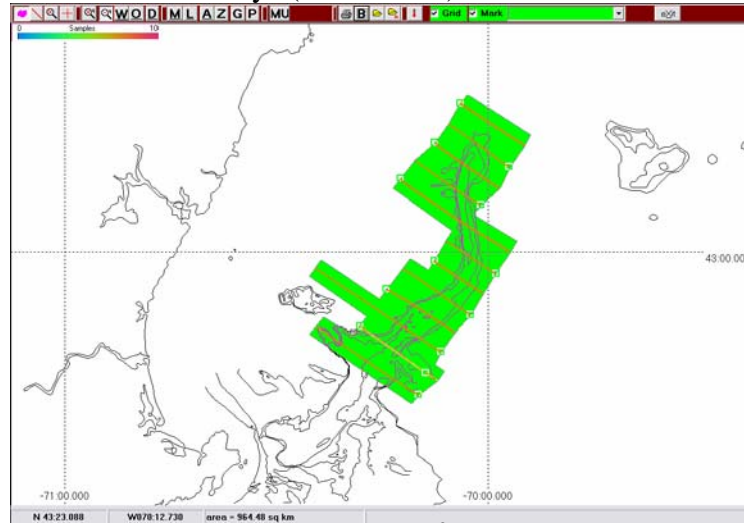 W O D M L A Z G P MU B Grid Mark
0 Samples 10
43:00.00
-71:00.000 -70:00.000
N 43:23.088 W070:12.730 area = 964.48 sq km